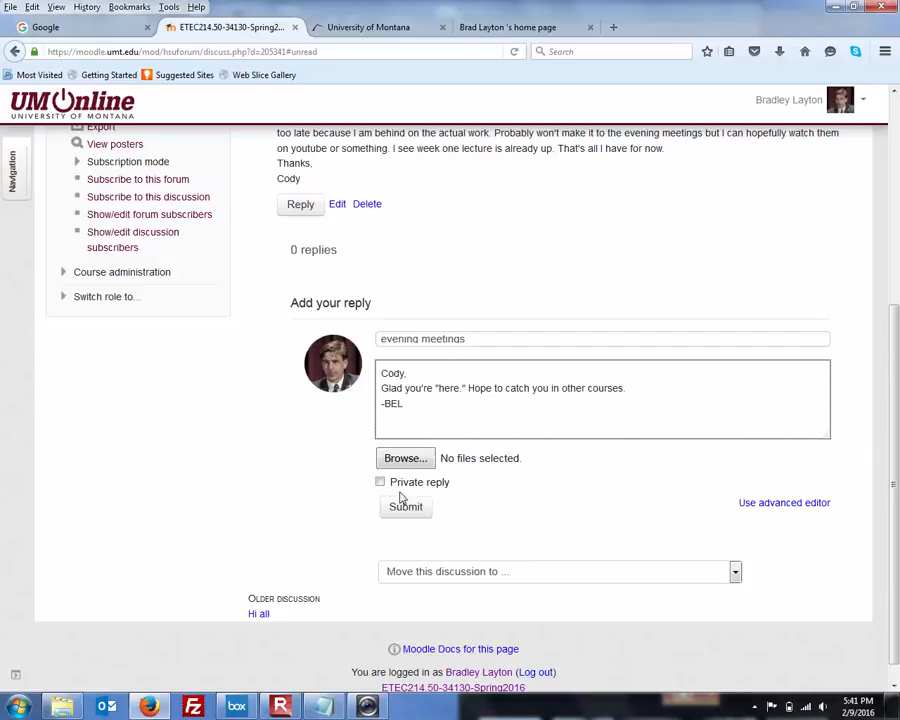 File Edit View History Bookmarks Tools Help
Google
ETEC214.50-34130-Spring2...
University of Montana
Brad Layton 's home page
https://moodle.umt.edu/mod/hsuforum/discuss.php?d=205341#unread
Search
Most Visited Getting Started Suggested Sites Web Slice Gallery
UMOnline
UNIVERSITY OF MONTANA
Bradley Layton
Navigation
Export
View posters
Subscription mode
Subscribe to this forum
Subscribe to this discussion
Show/edit forum subscribers
Show/edit discussion
subscribers
Course administration
Switch role to...
too late because I am behind on the actual work. Probably won't make it to the evening meetings but I can hopefully watch them
on youtube or something. I see week one lecture is already up. That's all I have for now.
Thanks,
Cody
Reply Edit Delete
0 replies
Add your reply
evening meetings
Cody,
Glad you're "here." Hope to catch you in other courses.
-BEL
Browse... No files selected.
Private reply
Submit
Use advanced editor
Move this discussion to ...
OLDER DISCUSSION
Hi all
Moodle Docs for this page
You are logged in as Bradley Layton (Log out)
ETEC214.50-34130-Spring2016
box
5:41 PM
2/9/2016